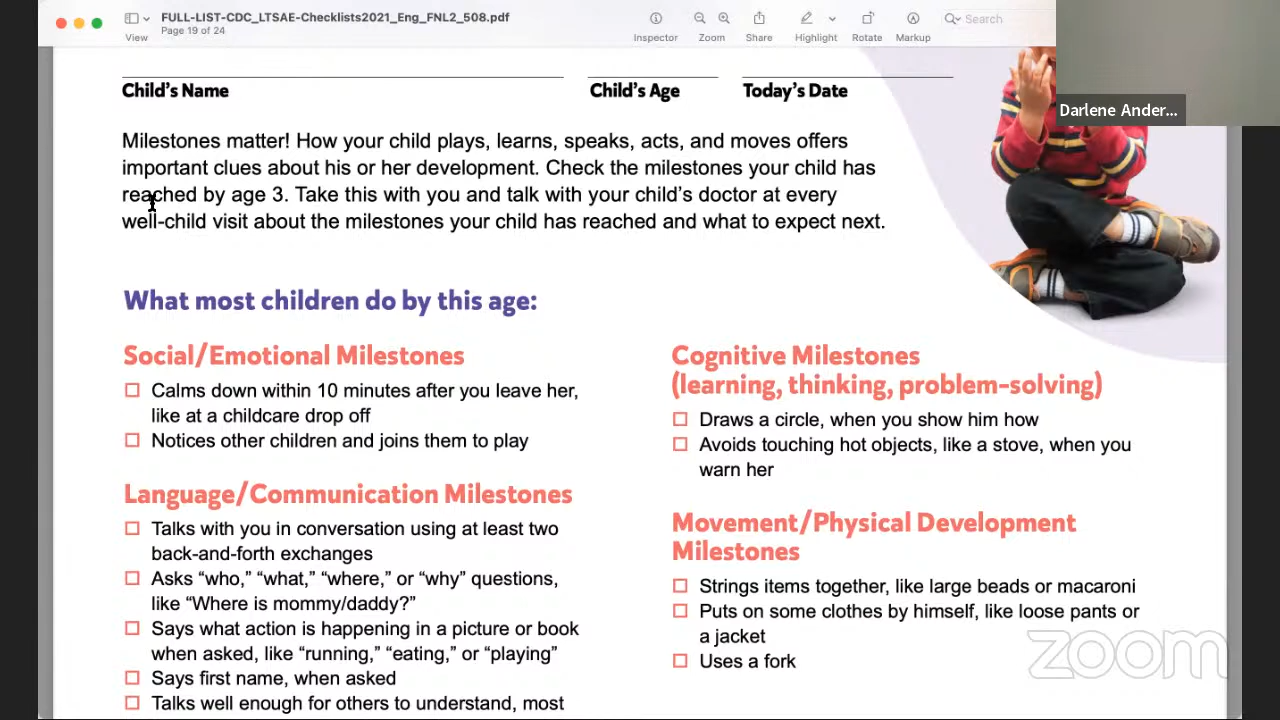 FULL-LIST-CDC_LTSAE-Checklists2021_Eng_FNL2_508.pdf
Page 19 of 24
View
Inspector
Zoom
Share
Highlight
Rotate
Markup
Search
Darlene Ander...
Child's Name
Child's Age
Today's Date
Milestones matter! How your child plays, learns, speaks, acts, and moves offers
important clues about his or her development. Check the milestones your child has
reached by age 3. Take this with you and talk with your child's doctor at every
well-child visit about the milestones your child has reached and what to expect next.
What most children do by this age:
Social/Emotional Milestones
Calms down within 10 minutes after you leave her,
like at a childcare drop off
Notices other children and joins them to play
Language/Communication Milestones
Talks with you in conversation using at least two
back-and-forth exchanges
Asks “who,” “what,” “where,” or “why” questions,
like “Where is mommy/daddy?”
Says what action is happening in a picture or book
when asked, like “running,” “eating,” or “playing”
Says first name, when asked
Talks well enough for others to understand, most
Cognitive Milestones
(learning, thinking, problem-solving)
Draws a circle, when you show him how
Avoids touching hot objects, like a stove, when you
warn her
Movement/Physical Development
Milestones
Strings items together, like large beads or macaroni
Puts on some clothes by himself, like loose pants or
a jacket
Uses a fork
zoom